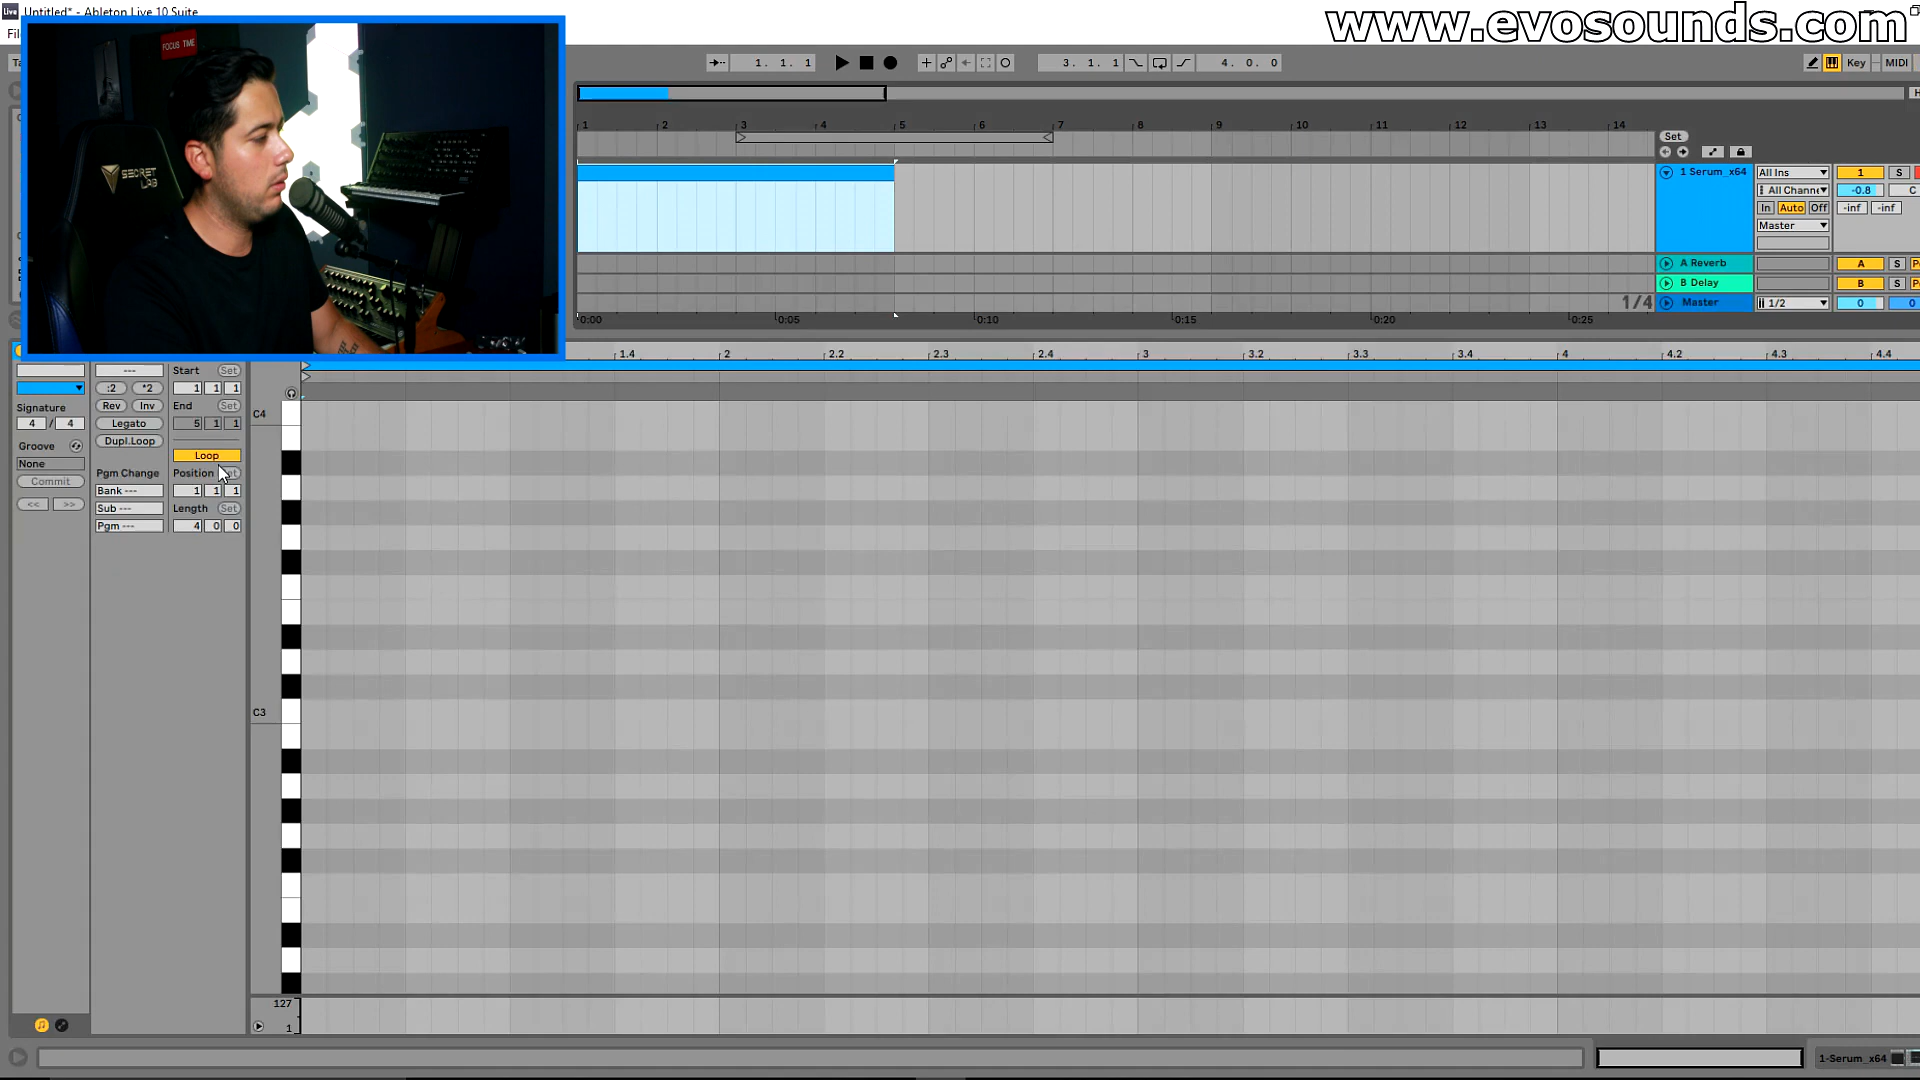 Untitled* - Ableton Live 10 Suite
www.evosounds.com
FOCUS TIME
SECRET LAB
1. 1. 1
3. 1. 1
4. 0. 0
Key
MIDI
1 2 3 4 5 6 7 8 9 10 11 12 13 14
Set
1 Serum_x64
All Ins
1
S
All Channe
-0.8
C
In
Auto
Off
-inf
-inf
Master
A Reverb
A
S
B Delay
B
S
1/4
Master
1/2
0
0
0:00 0:05 0:10 0:15 0:20 0:25
1.4 2 2.2 2.3 2.4 3 3.2 3.3 3.4 4 4.2 4.3 4.4
---
Start Set
:2 *2
1 1 1
Signature
Rev Inv
End Set
4 / 4
Legato
5 1 1
Groove
Dupl.Loop
None
Loop
Commit
Pgm Change
Position
Bank ---
1 1 1
<< >>
Sub ---
Length Set
Pgm ---
4 0 0
C4
C3
127
1
1-Serum_x64